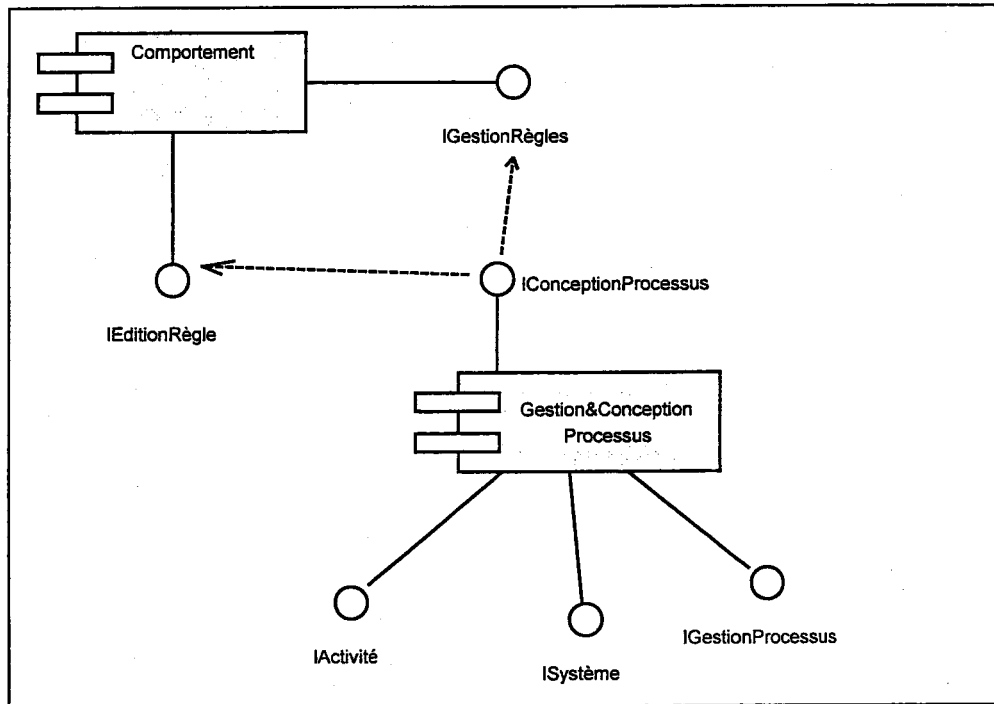 Comportement
IGestionRègles
IConceptionProcessus
IEditionRègle
Gestion&Conception
Processus
IActivité
ISystème
IGestionProcessus